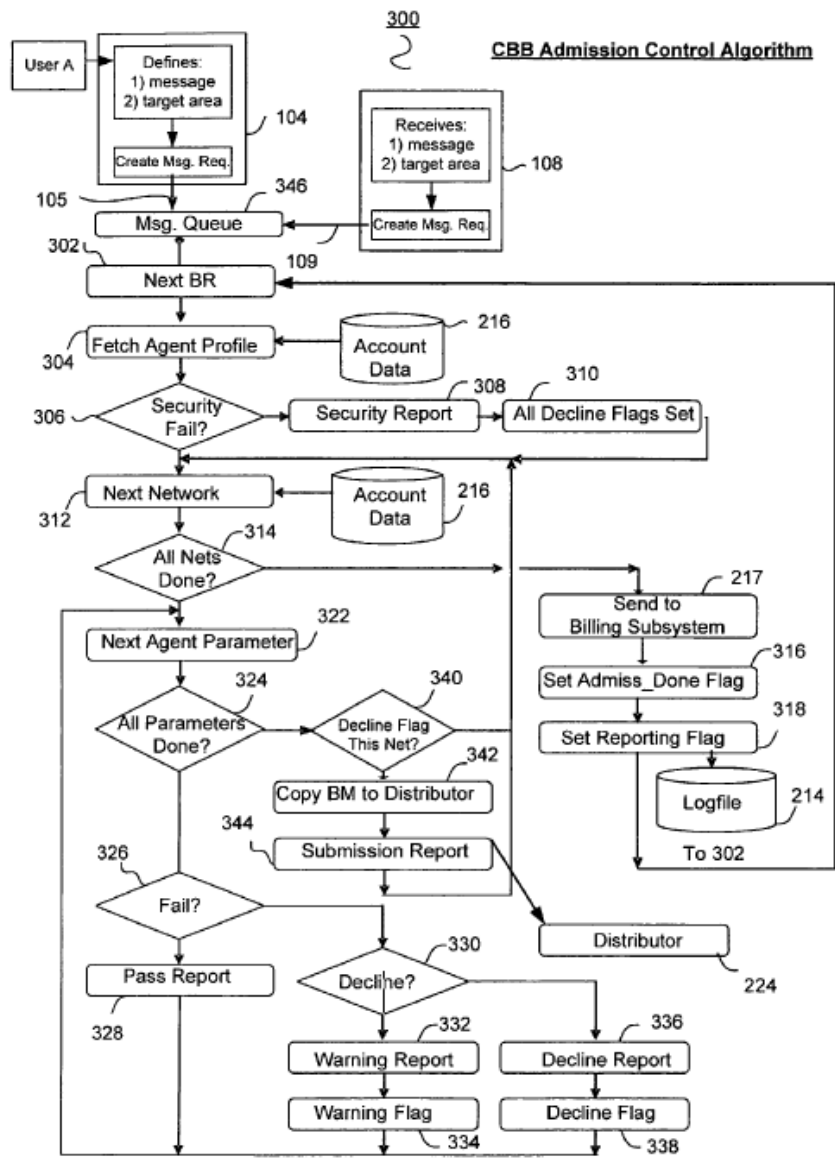 300
CBB Admission Control Algorithm
User A
Defines:
1) message
2) target area
Create Msg. Req.
104
Receives:
1) message
2) target area
Create Msg. Req.
108
105
346
Msg. Queue
109
302
Next BR
304
Fetch Agent Profile
216
Account
Data
306
Security
Fail?
308
Security Report
310
All Decline Flags Set
312
Next Network
Account
Data
216
314
All Nets
Done?
217
Send to
Billing Subsystem
316
Set Admiss_Done Flag
318
Set Reporting Flag
Logfile
214
To 302
Next Agent Parameter
322
324
All Parameters
Done?
340
Decline Flag
This Net?
342
Copy BM to Distributor
344
Submission Report
326
Fail?
Distributor
224
Pass Report
328
330
Decline?
332
Warning Report
336
Decline Report
Warning Flag
334
Decline Flag
338